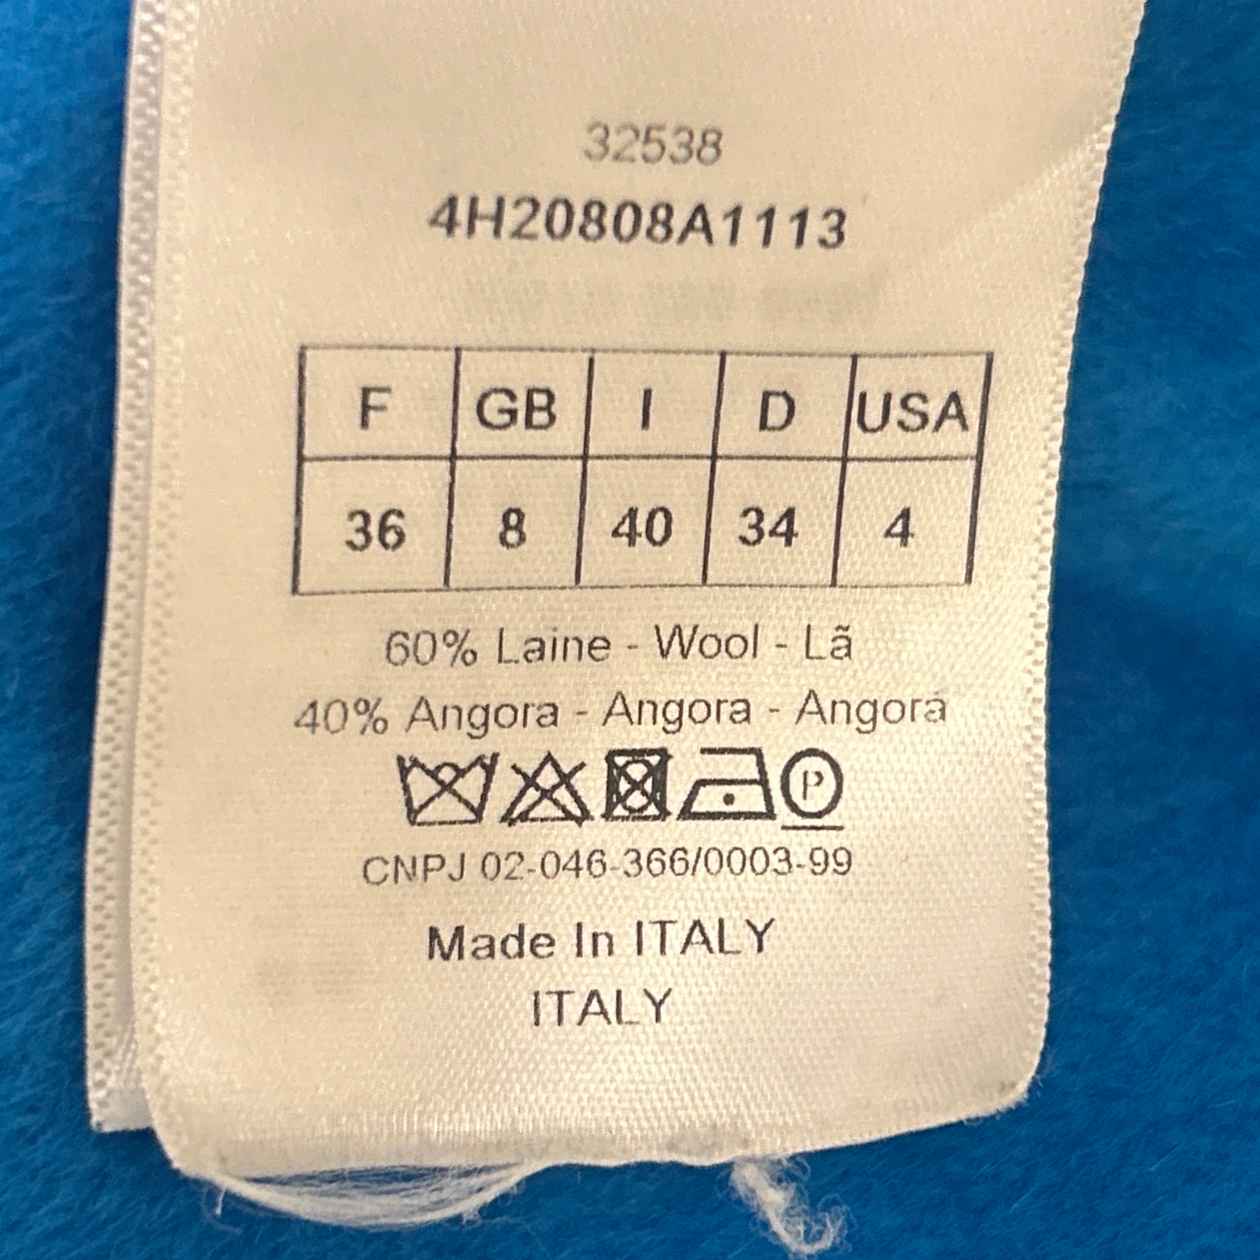 32538
4H20808A1113
F GB I D USA
36 8 40 34 4
60% Laine - Wool - Lã
40% Angora - Angora - Angorá
P
CNPJ 02-046-366/0003-99
Made In ITALY
ITALY